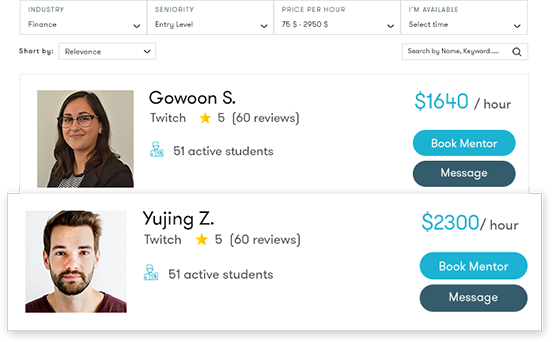 INDUSTRY SENIORITY PRICE PER HOUR I'M AVAILABLE
Finance Entry Level 75 $ - 2950 $ Select time
Short by: Relevance Search by Name, Keyword......
Gowoon S.
$1640 / hour
Twitch 5 (60 reviews)
Book Mentor
51 active students
Message
Yujing Z.
$2300/ hour
Twitch 5 (60 reviews)
Book Mentor
51 active students
Message